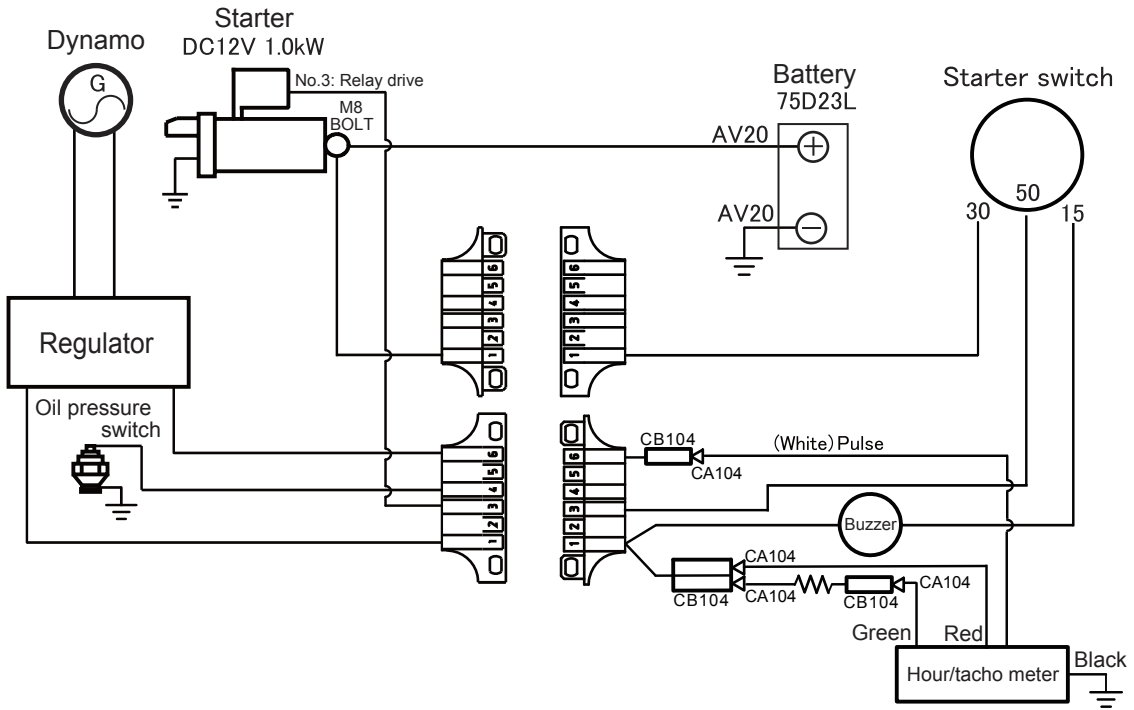 Starter
DC12V 1.0kW
Dynamo
G
No.3: Relay drive
M8
BOLT
Battery
75D23L
Starter switch
AV20
+
AV20
−
30
50
15
6
5
4
3
2
1
6
5
4
3
2
1
Regulator
Oil pressure
switch
6
5
4
3
2
1
6
5
4
3
2
1
CB104
CA104
(White)Pulse
Buzzer
CA104
CB104
CA104
CB104
CA104
Green
Red
Hour/tacho meter
Black